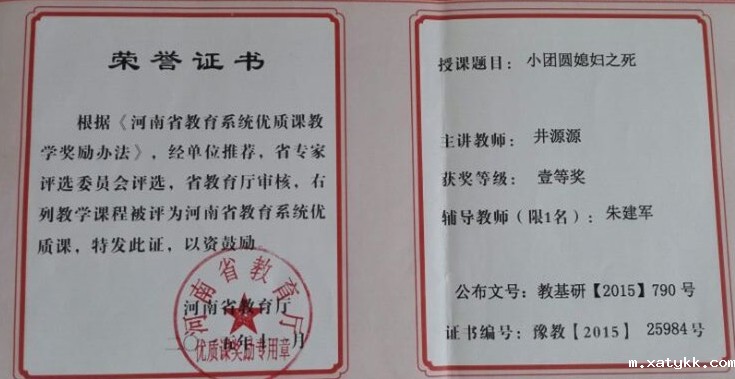 荣誉证书
根据《河南省教育系统优质课教
学奖励办法》，经单位推荐，省专家
评选委员会评选，省教育厅审核，右
列教学课程被评为河南省教育系统优
质课，特发此证，以资鼓励。
河南省教育厅
二〇一五年十一月
河南省教育厅
优质课奖励专用章
授课题目：小团圆媳妇之死
主讲教师：井源源
获奖等级：壹等奖
辅导教师（限1名）：朱建军
公布文号：教基研【2015】790号
证书编号：豫教【2015】25984号
m.xatykk.com